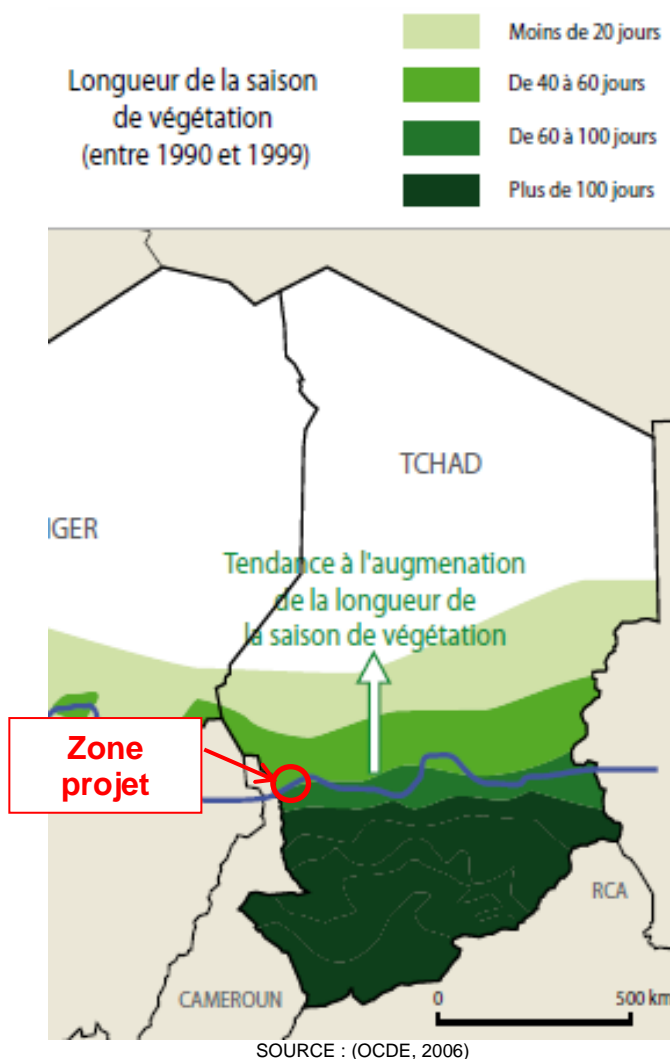 Longueur de la saison
de végétation
(entre 1990 et 1999)
Moins de 20 jours
De 40 à 60 jours
De 60 à 100 jours
Plus de 100 jours
TCHAD
IGER
Tendance à l'augmenation
de la longueur de
la saison de végétation
Zone
projet
RCA
CAMEROUN
0 500 km
SOURCE : (OCDE, 2006)